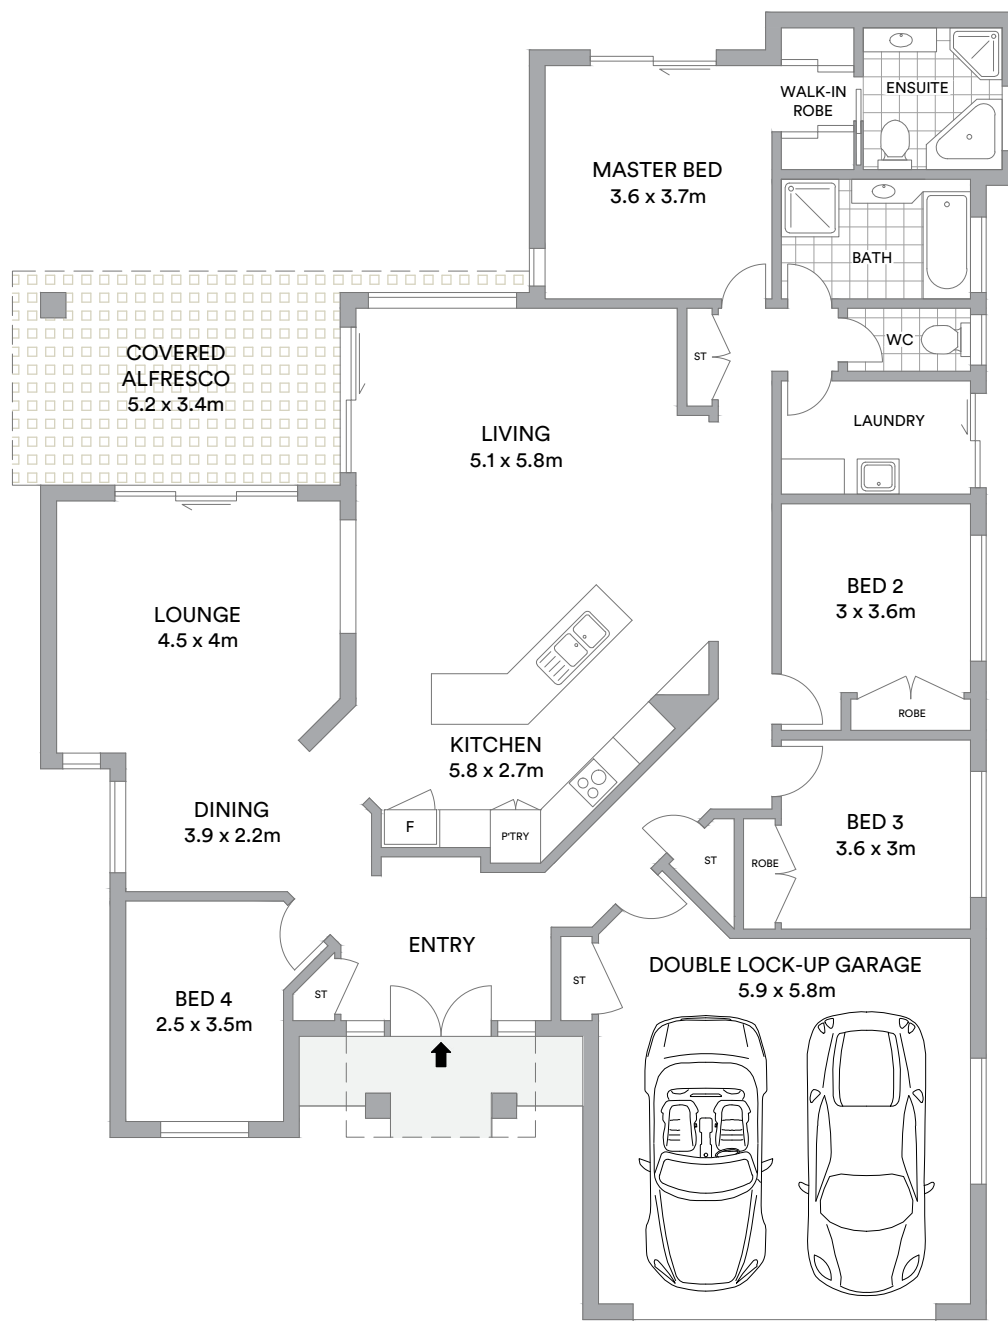 WALK-IN
ROBE
ENSUITE
MASTER BED
3.6 x 3.7m
BATH
WC
ST
COVERED
ALFRESCO
5.2 x 3.4m
LIVING
5.1 x 5.8m
LAUNDRY
LOUNGE
4.5 x 4m
BED 2
3 x 3.6m
ROBE
KITCHEN
5.8 x 2.7m
DINING
3.9 x 2.2m
F
P'TRY
BED 3
3.6 x 3m
ROBE
ST
ENTRY
BED 4
2.5 x 3.5m
ST
ST
DOUBLE LOCK-UP GARAGE
5.9 x 5.8m